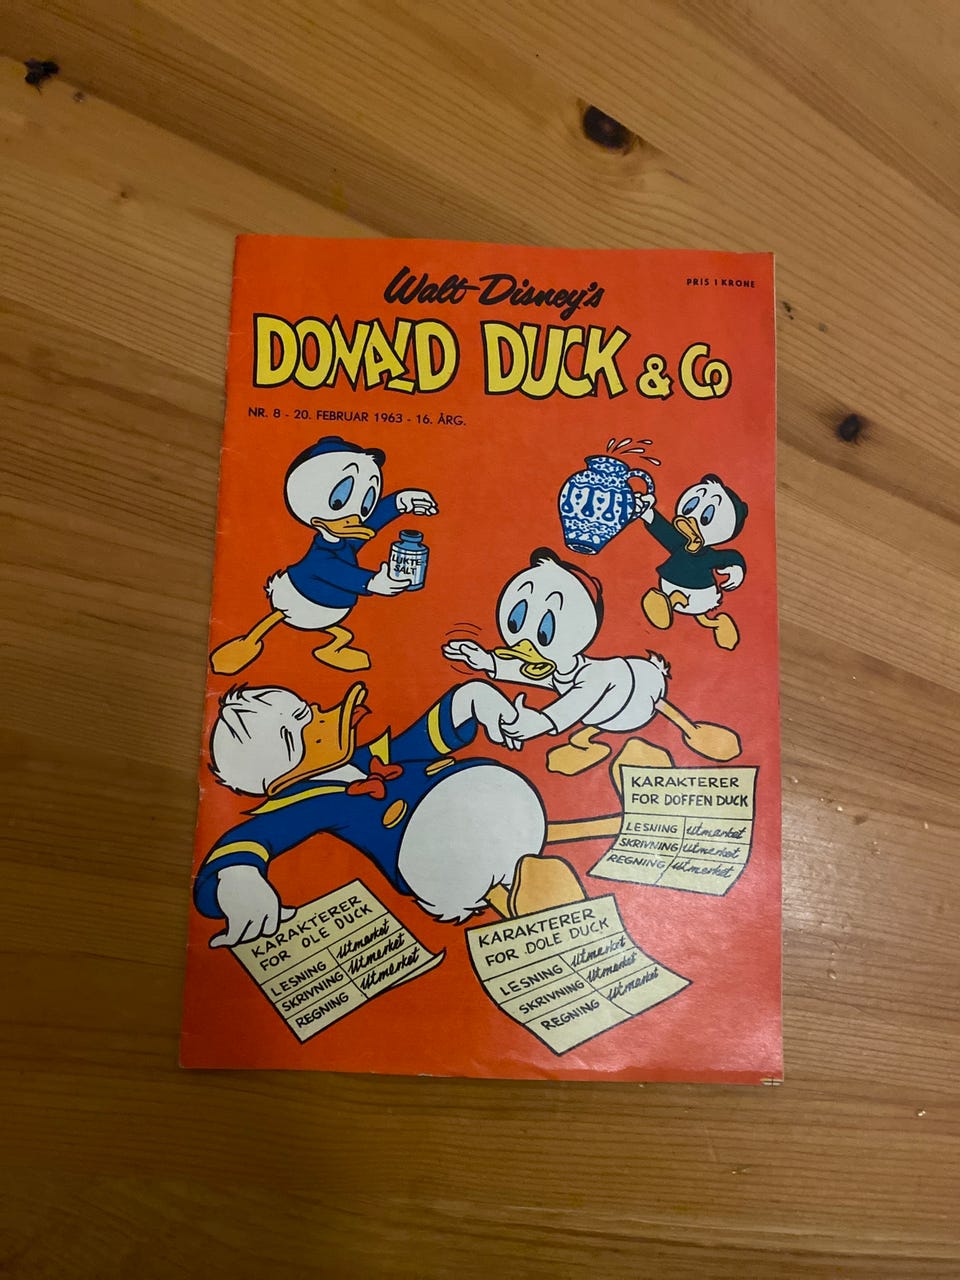 Walt Disney's
PRIS 1 KRONE
DONALD DUCK & Co
NR. 8 - 20. FEBRUAR 1963 - 16. ÅRG.
LUKTE-
SALT
KARAKTERER
FOR DOFFEN DUCK
LESNING utmerket
SKRIVNING utmerket
REGNING utmerket
KARAKTERER
FOR OLE DUCK
LESNING utmerket
SKRIVNING utmerket
REGNING utmerket
KARAKTERER
FOR DOLE DUCK
LESNING utmerket
SKRIVNING utmerket
REGNING utmerket